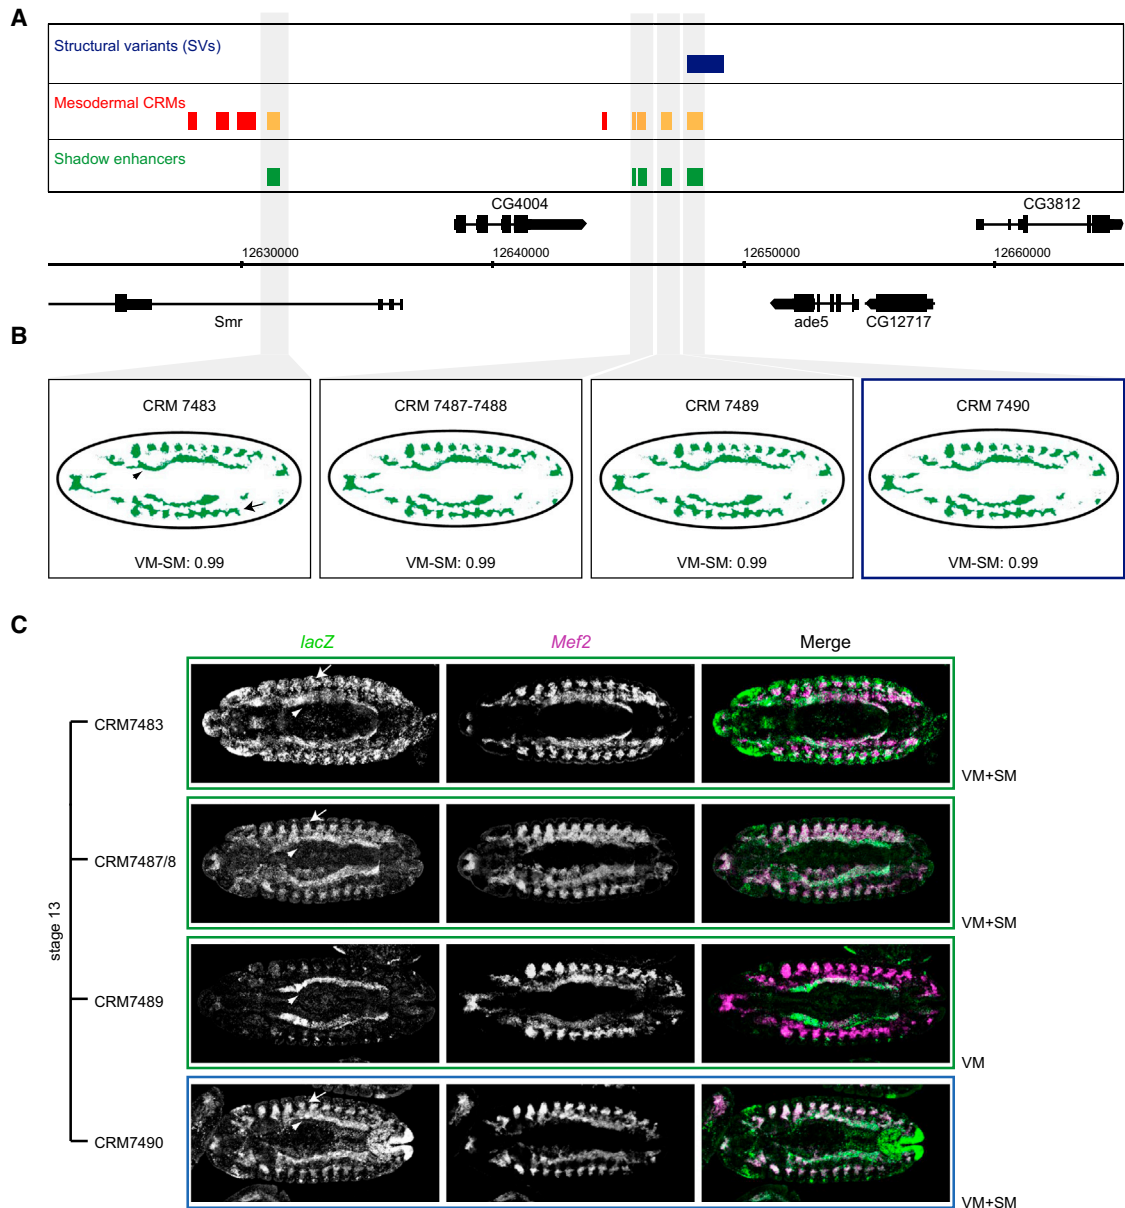 A
Structural variants (SVs)
Mesodermal CRMs
Shadow enhancers
CG4004
CG3812
12630000
12640000
12650000
12660000
Smr
ade5
CG12717
B
CRM 7483
CRM 7487-7488
CRM 7489
CRM 7490
VM-SM: 0.99
VM-SM: 0.99
VM-SM: 0.99
VM-SM: 0.99
C
lacZ
Mef2
Merge
stage 13
CRM7483
VM+SM
CRM7487/8
VM+SM
CRM7489
VM
CRM7490
VM+SM